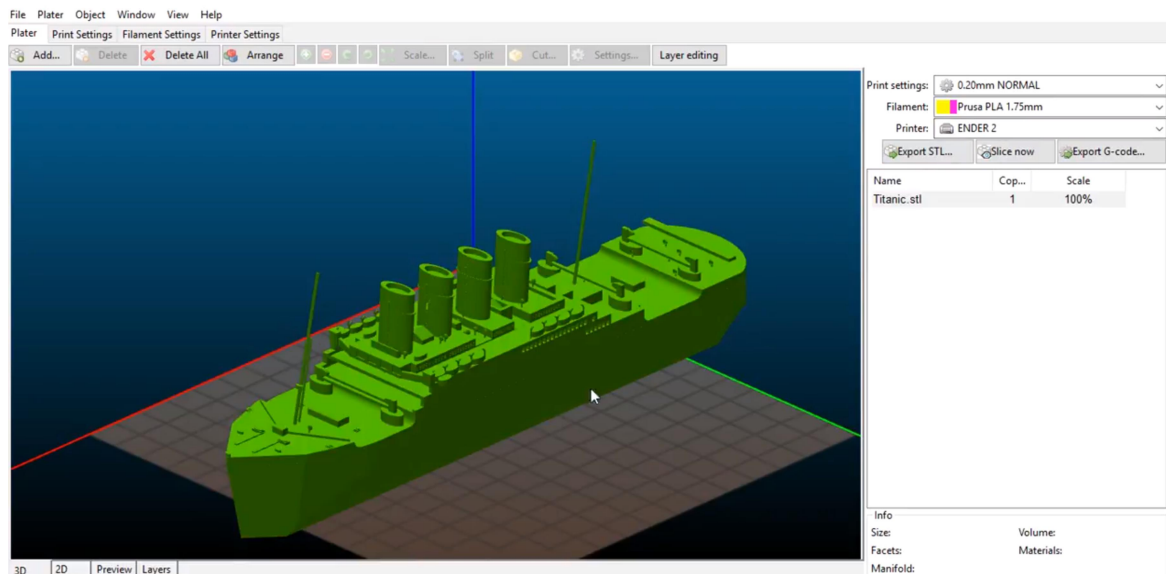 File Plater Object Window View Help
Plater Print Settings Filament Settings Printer Settings
Add... Delete Delete All Arrange Scale... Split Cut... Settings... Layer editing
Print settings: 0.20mm NORMAL
Filament: Prusa PLA 1.75mm
Printer: ENDER 2
Export STL... Slice now Export G-code...
Name Cop... Scale
Titanic.stl 1 100%
Info
Size: Volume:
Facets: Materials:
Manifold:
3D 2D Preview Layers